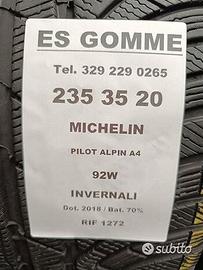 ES GOMME
Tel. 329 229 0265
235 35 20
MICHELIN
PILOT ALPIN A4
92W
INVERNALI
Dot. 2018 / Bat. 70%
RIF 1272
subito